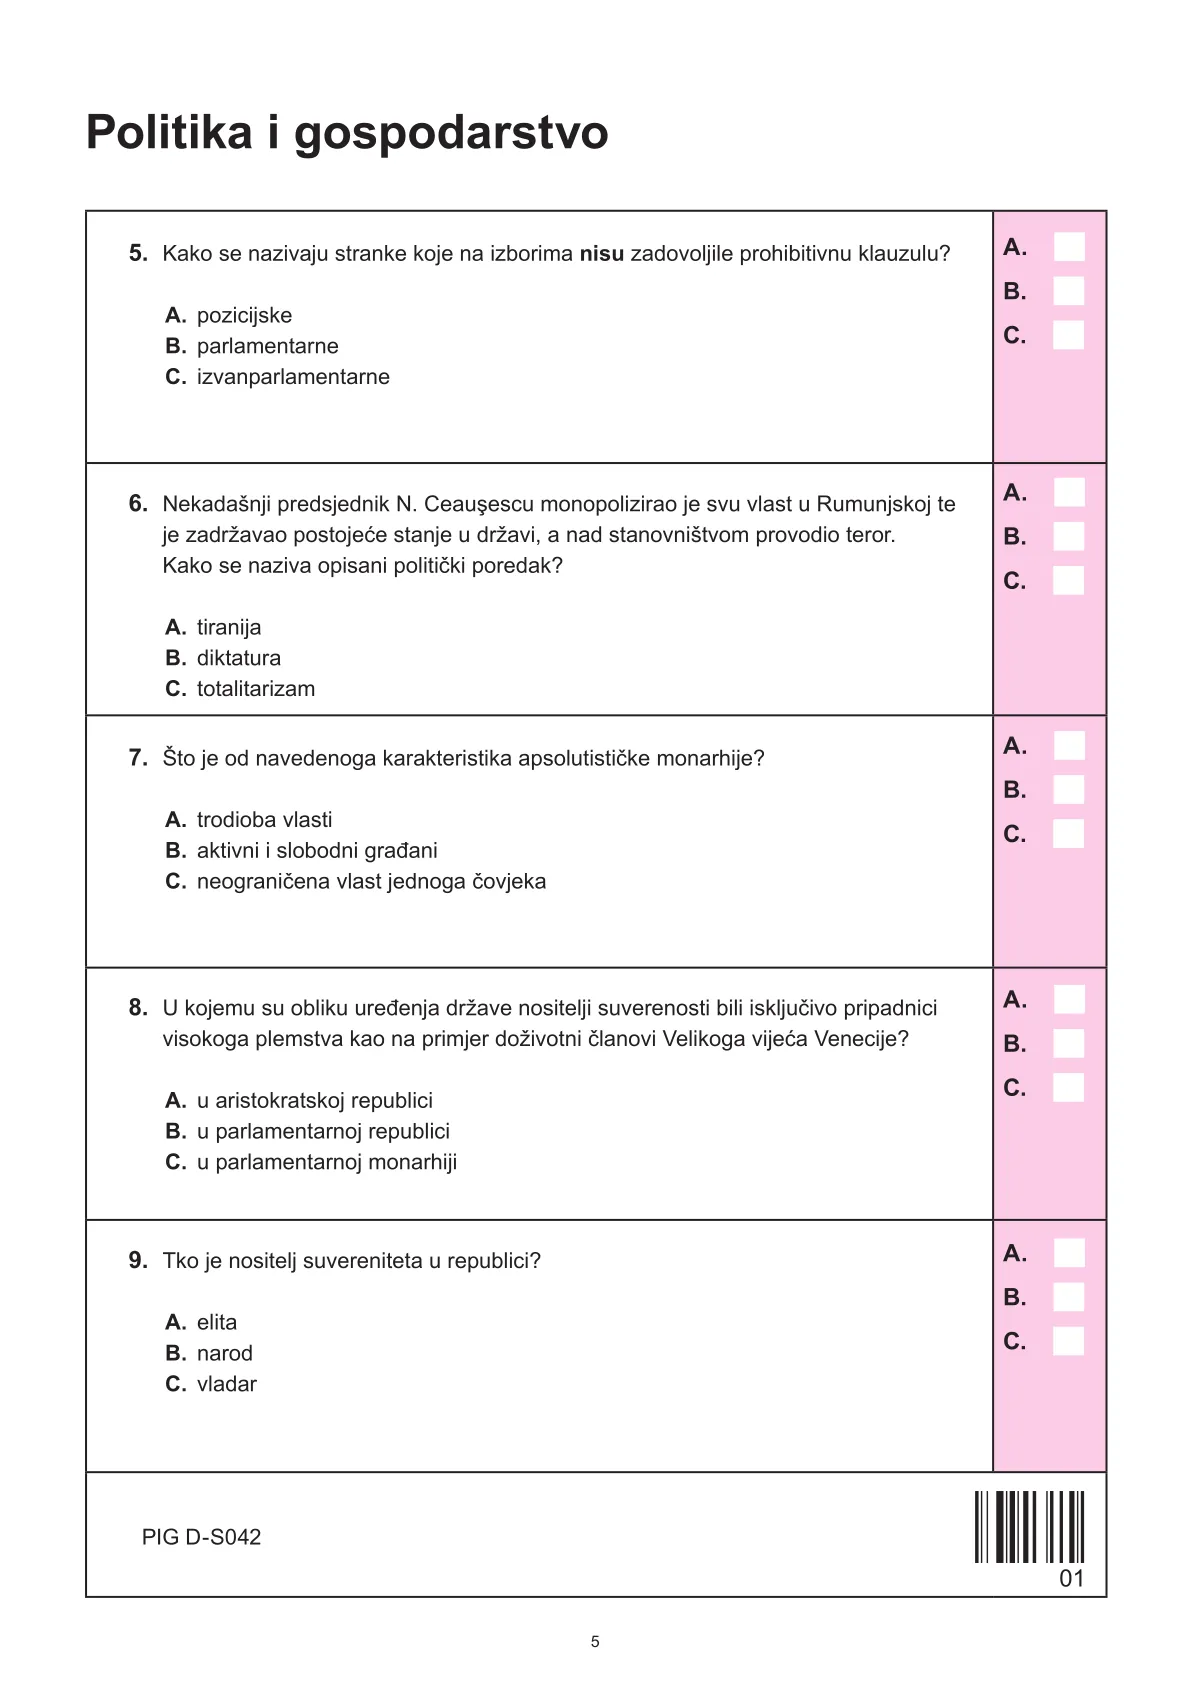 Politika i gospodarstvo
5. Kako se nazivaju stranke koje na izborima nisu zadovoljile prohibitivnu klauzulu?
A. pozicijske
B. parlamentarne
C. izvanparlamentarne
A.
B.
C.
6. Nekadašnji predsjednik N. Ceauşescu monopolizirao je svu vlast u Rumunjskoj te
je zadržavao postojeće stanje u državi, a nad stanovništvom provodio teror.
Kako se naziva opisani politički poredak?
A. tiranija
B. diktatura
C. totalitarizam
A.
B.
C.
7. Što je od navedenoga karakteristika apsolutističke monarhije?
A. trodioba vlasti
B. aktivni i slobodni građani
C. neograničena vlast jednoga čovjeka
A.
B.
C.
8. U kojemu su obliku uređenja države nositelji suverenosti bili isključivo pripadnici
visokoga plemstva kao na primjer doživotni članovi Velikoga vijeća Venecije?
A. u aristokratskoj republici
B. u parlamentarnoj republici
C. u parlamentarnoj monarhiji
A.
B.
C.
9. Tko je nositelj suvereniteta u republici?
A. elita
B. narod
C. vladar
A.
B.
C.
PIG D-S042
01
5